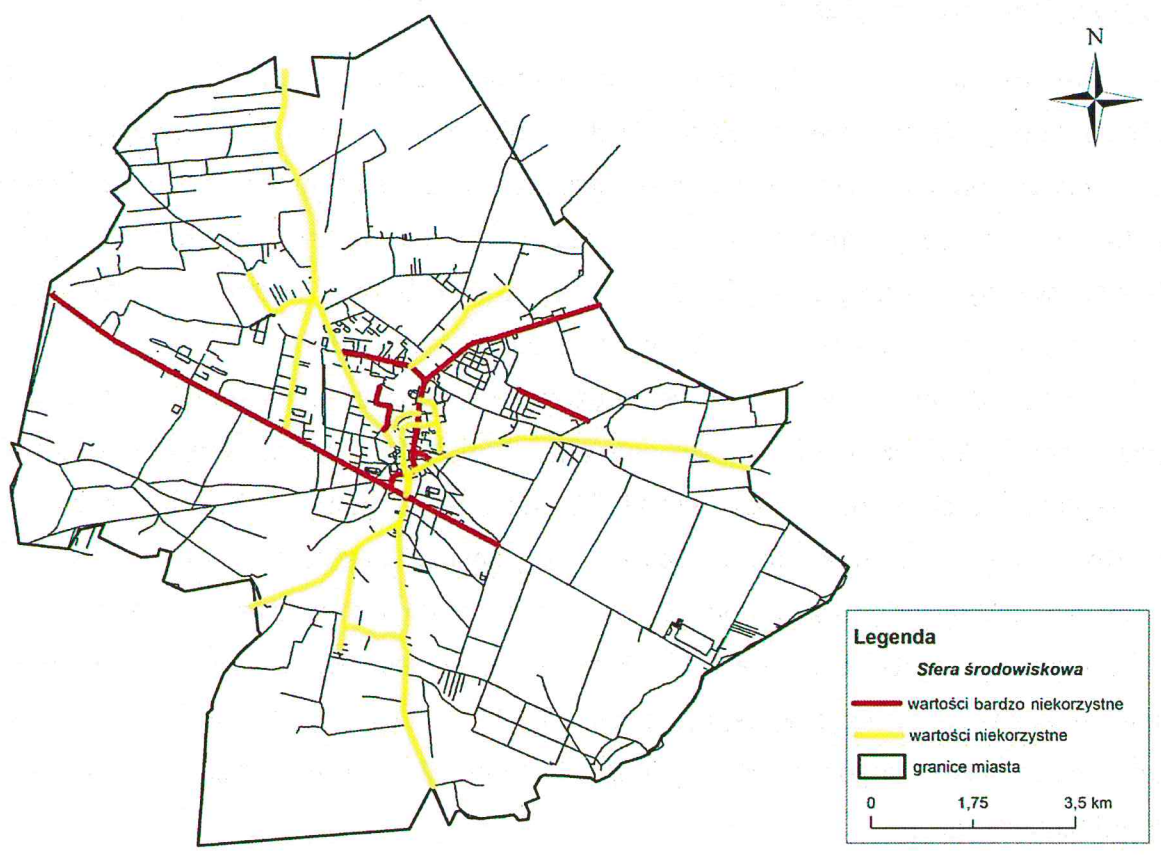 N
Legenda
Sfera środowiskowa
wartości bardzo niekorzystne
wartości niekorzystne
granice miasta
0 1,75 3,5 km